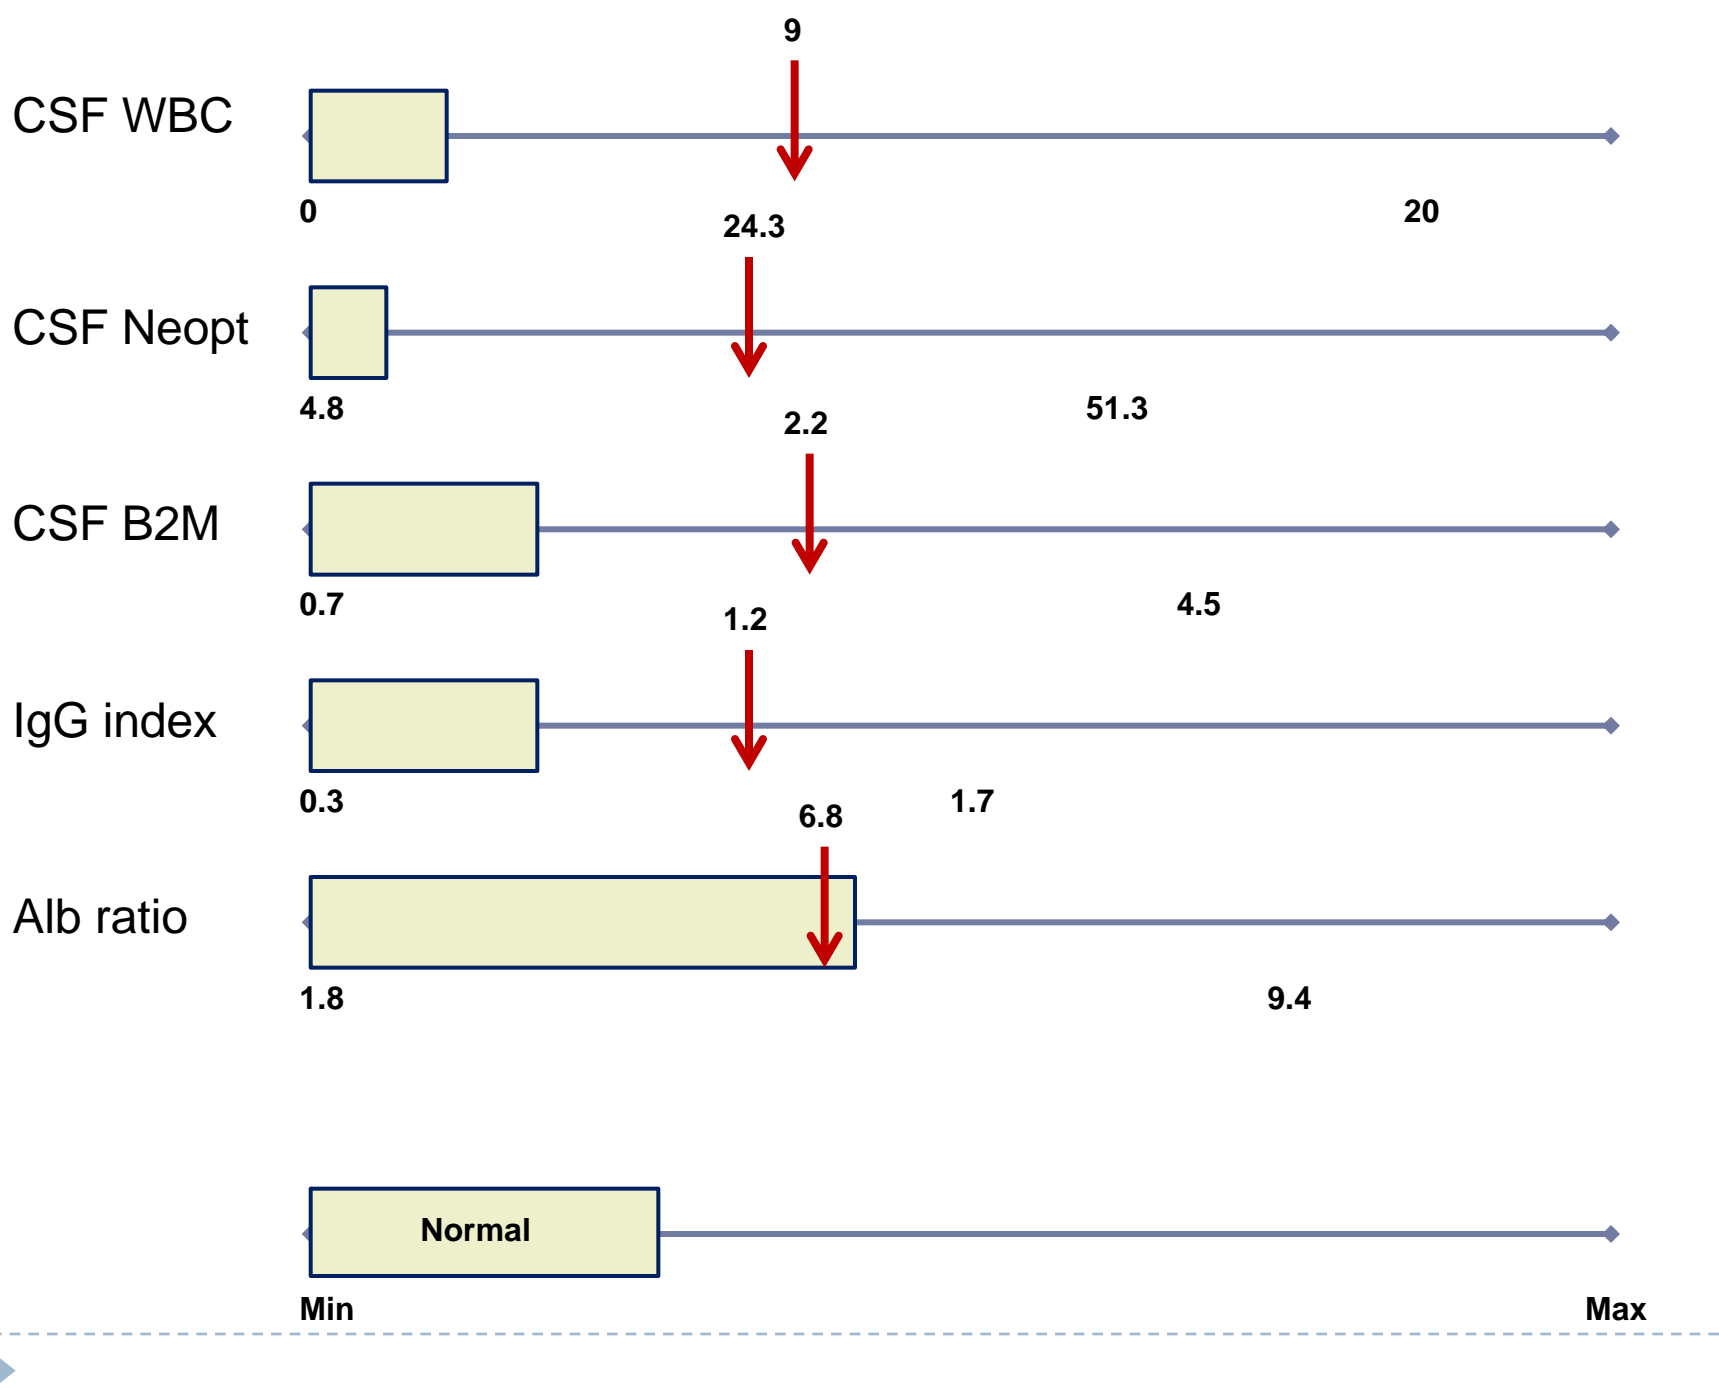 9
CSF WBC
0
20
24.3
CSF Neopt
4.8
51.3
2.2
CSF B2M
0.7
4.5
1.2
IgG index
0.3
1.7
6.8
Alb ratio
1.8
9.4
Normal
Min
Max